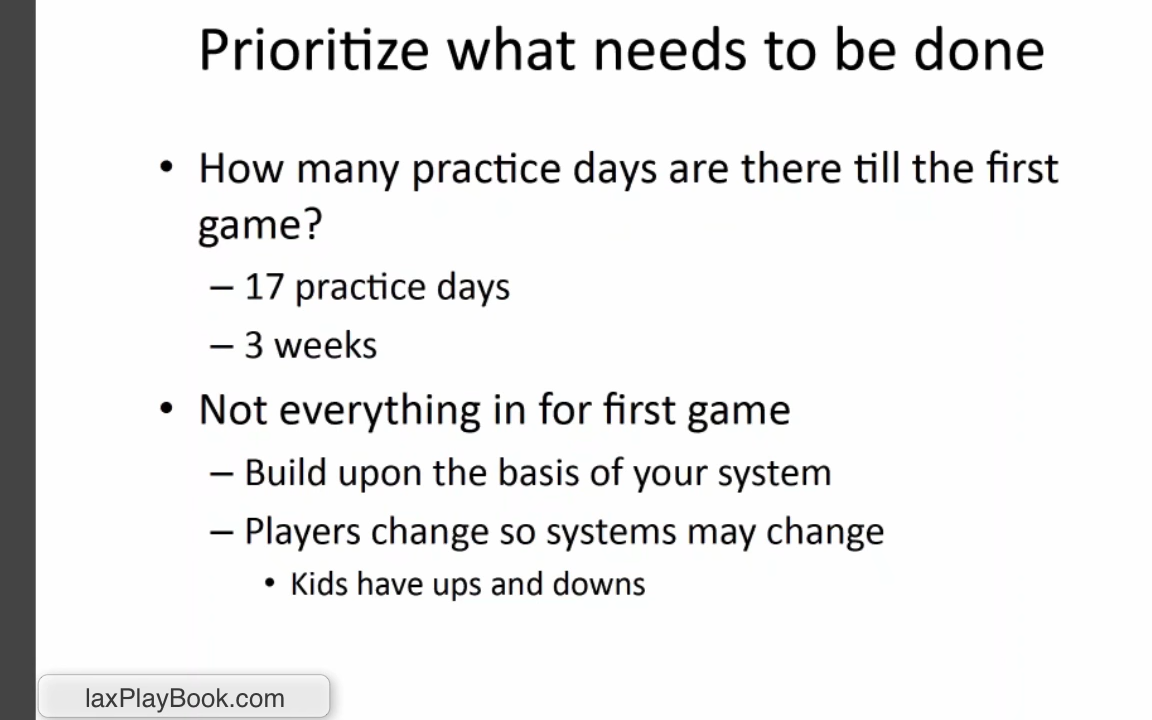 Prioritize what needs to be done
• How many practice days are there till the first
game?
– 17 practice days
– 3 weeks
• Not everything in for first game
– Build upon the basis of your system
– Players change so systems may change
• Kids have ups and downs
laxPlayBook.com